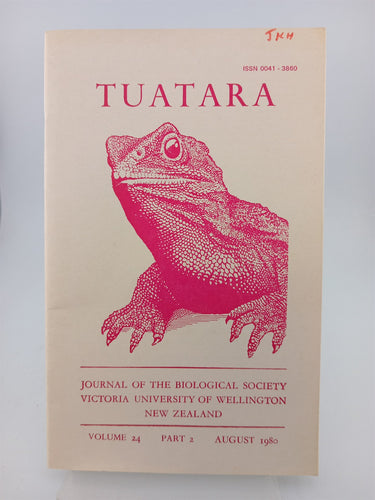 JKH
ISSN 0041 - 3860
TUATARA
JOURNAL OF THE BIOLOGICAL SOCIETY
VICTORIA UNIVERSITY OF WELLINGTON
NEW ZEALAND
VOLUME 24 PART 2 AUGUST 1980